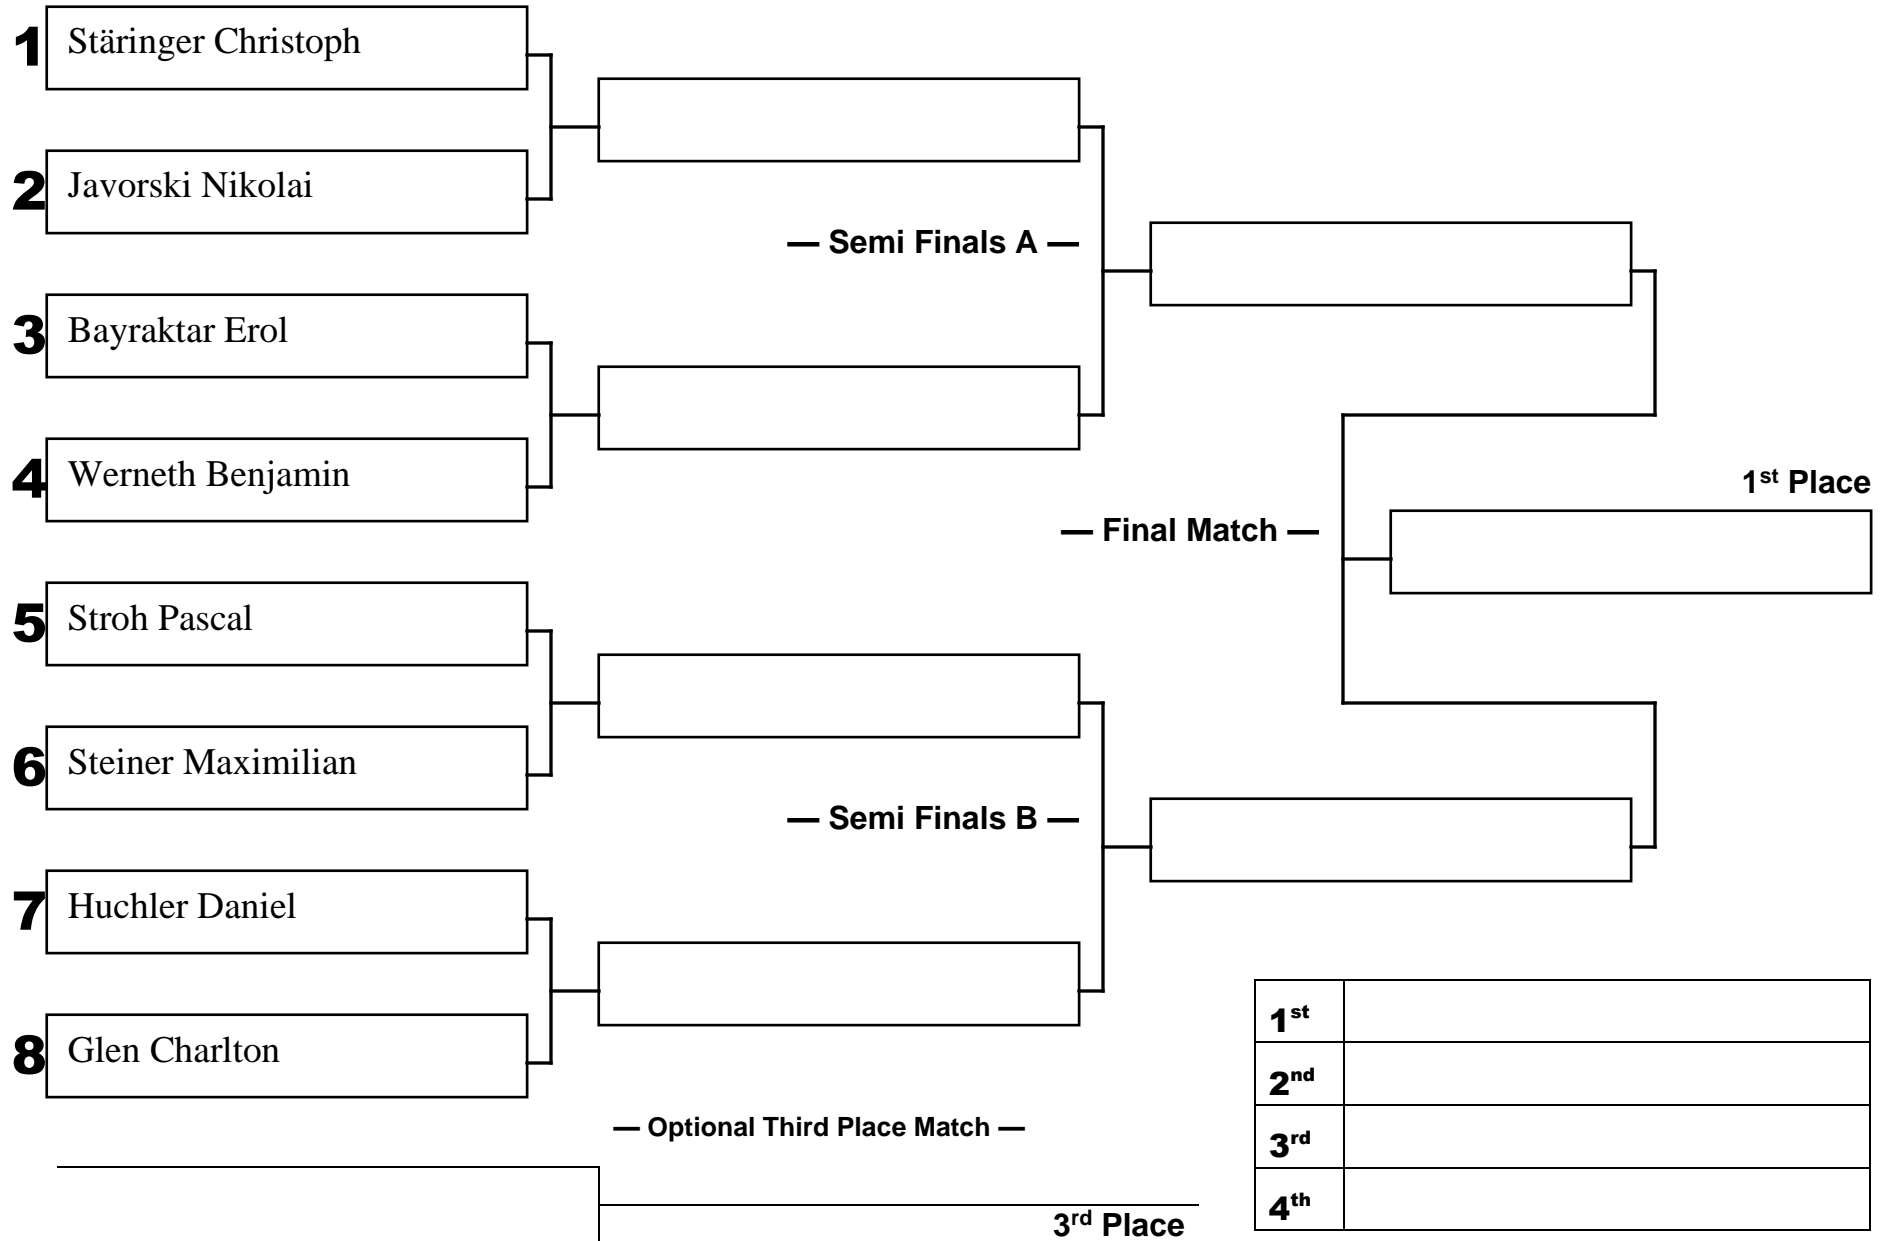 1 Stäringer Christoph
2 Javorski Nikolai
— Semi Finals A —
3 Bayraktar Erol
4 Werneth Benjamin
1st Place
— Final Match —
5 Stroh Pascal
6 Steiner Maximilian
— Semi Finals B —
7 Huchler Daniel
8 Glen Charlton
— Optional Third Place Match —
3rd Place
1st
2nd
3rd
4th